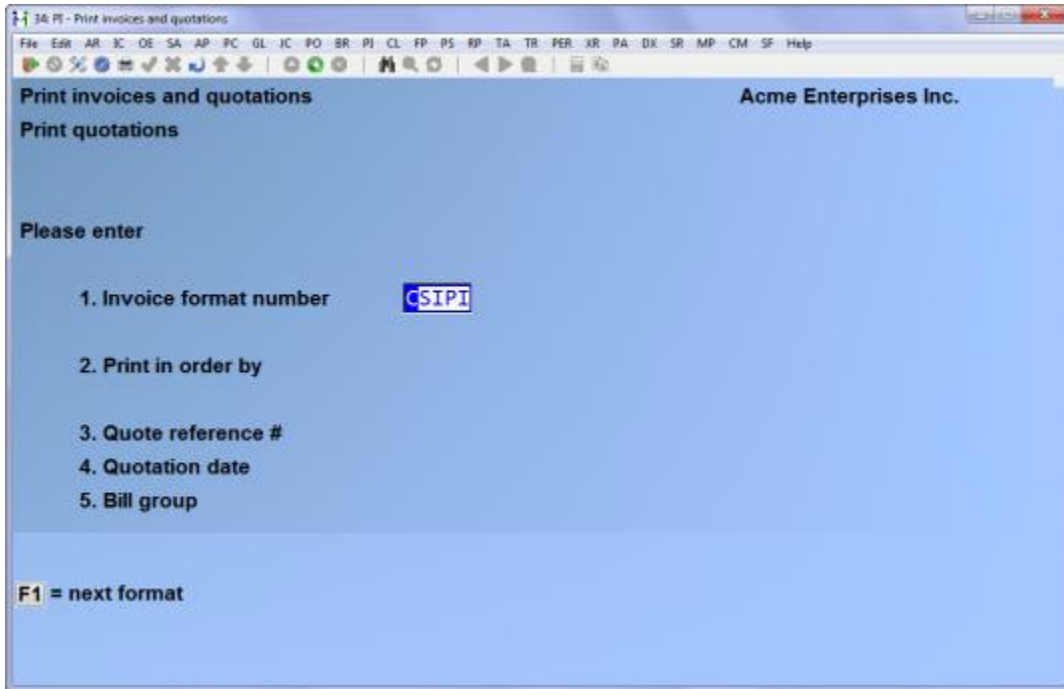 34: PI - Print invoices and quotations
File Edit AR IC OE SA AP PC GL JC PO BR PJ CL FP PS RP TA TR PER XR PA DX SR MP CM SF Help
Print invoices and quotations Acme Enterprises Inc.
Print quotations
Please enter
1. Invoice format number CSIPI
2. Print in order by
3. Quote reference #
4. Quotation date
5. Bill group
F1 = next format